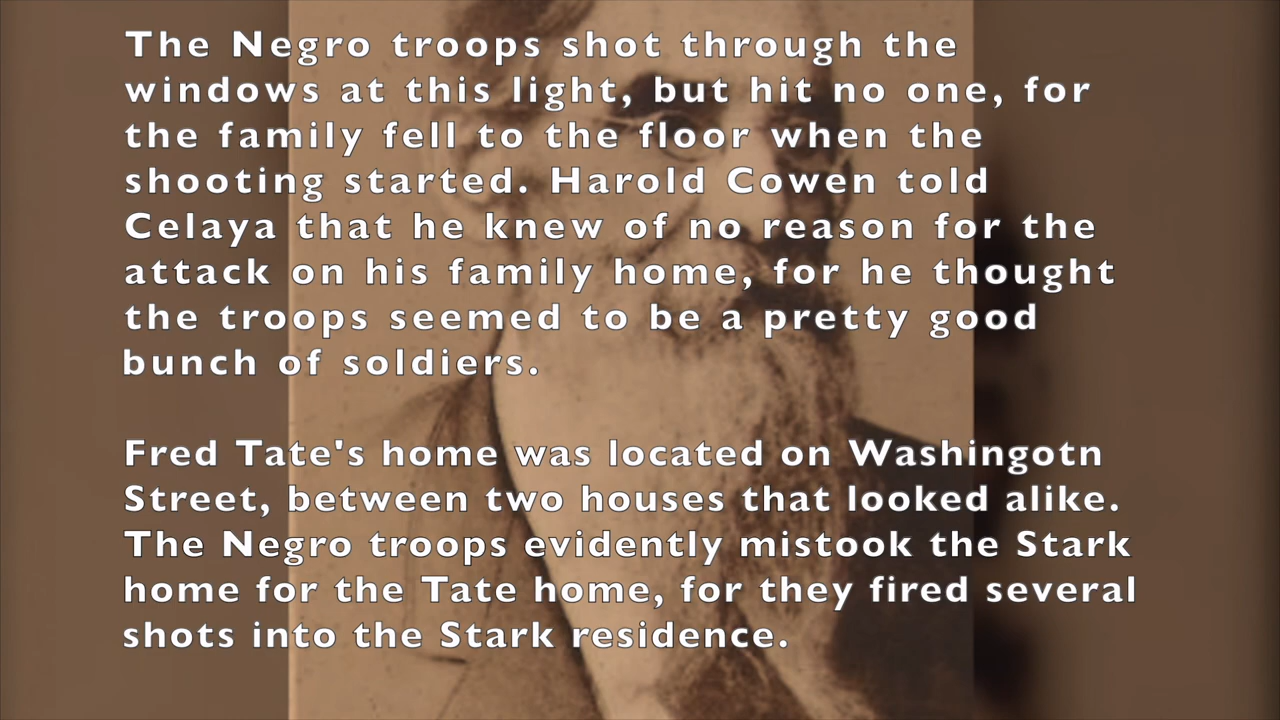 The Negro troops shot through the
windows at this light, but hit no one, for
the family fell to the floor when the
shooting started. Harold Cowen told
Celaya that he knew of no reason for the
attack on his family home, for he thought
the troops seemed to be a pretty good
bunch of soldiers.
Fred Tate's home was located on Washingotn
Street, between two houses that looked alike.
The Negro troops evidently mistook the Stark
home for the Tate home, for they fired several
shots into the Stark residence.